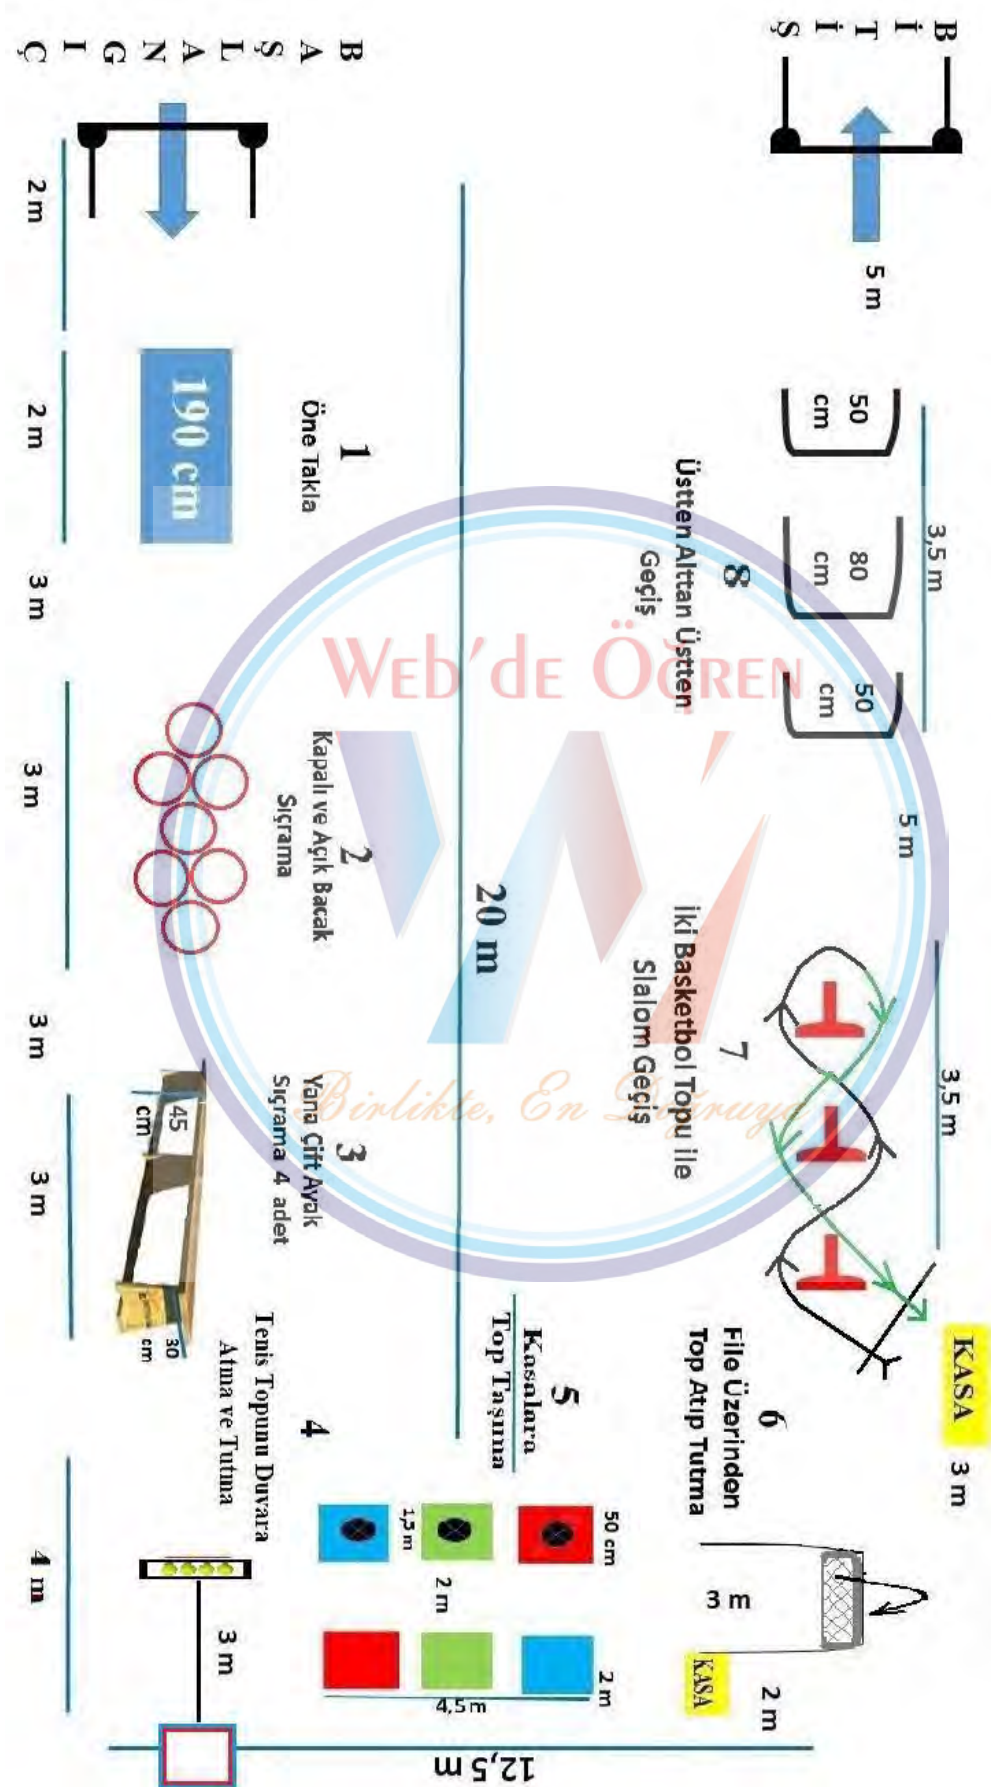 BAŞLANGIÇ
BİTİŞ
2 m
190 cm
2 m
1
Öne Takla
3 m
2
Kapalı ve Açık Bacak
Sıçrama
3 m
3 m
3
Yana Çift Ayak
Sıçrama 4 adet
45
cm
30
cm
3 m
4
Tenis Topunu Duvara
Atma ve Tutma
4 m
3 m
12,5 m
20 m
5
Kasalara
Top Taşıma
50 cm
1,5 m
2 m
2 m
4,5 m
6
File Üzerinden
Top Atıp Tutma
3 m
KASA
2 m
3 m
KASA
7
İki Basketbol Topu ile
Slalom Geçiş
3,5 m
5 m
8
Üstten Alttan Üstten
Geçiş
50
cm
80
cm
50
cm
3,5 m
5 m
Web'de Öğren
Birlikte, En Doğruya